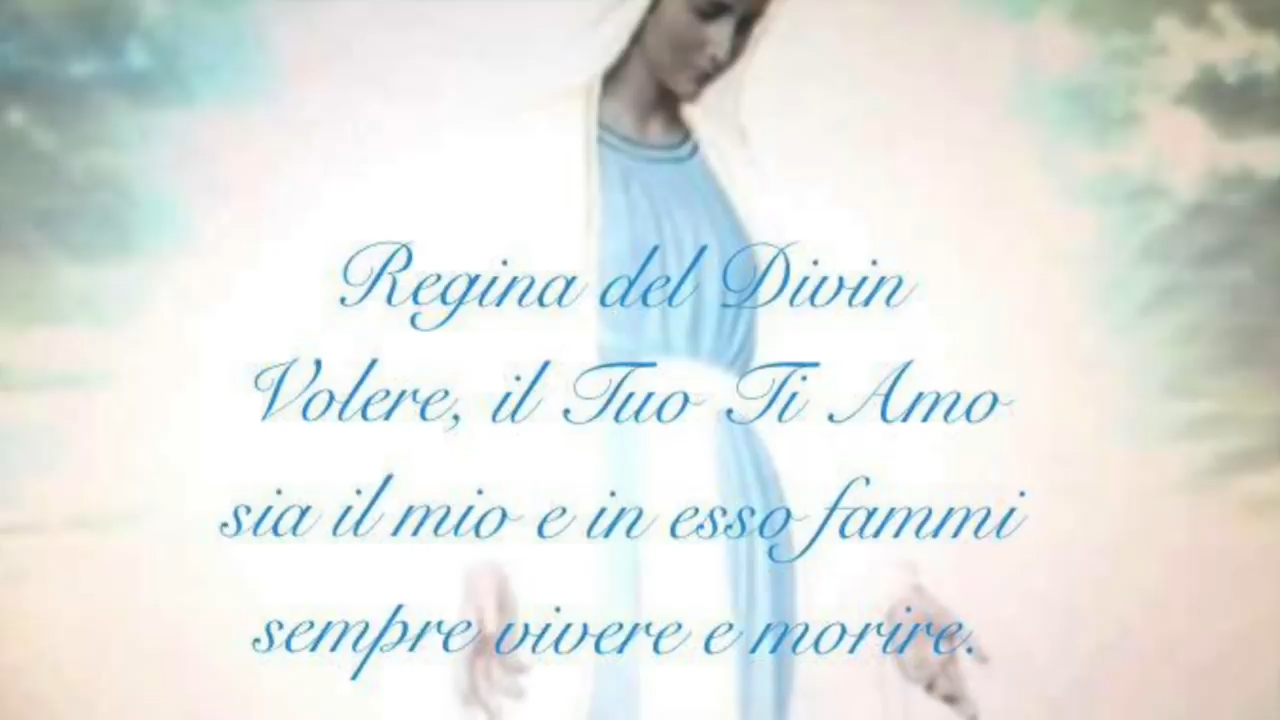 Regina del Divin
Volere, il Tuo Ti Amo
sia il mio e in esso fammi
sempre vivere e morire.